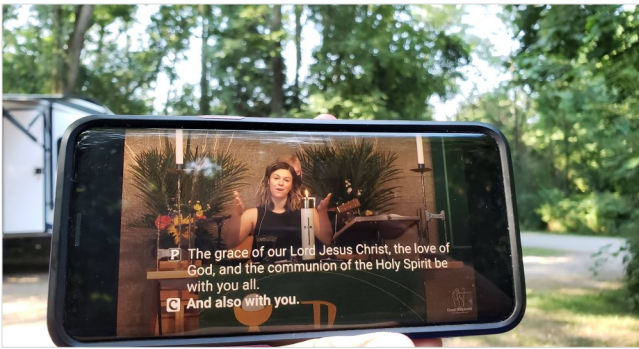 P The grace of our Lord Jesus Christ, the love of
God, and the communion of the Holy Spirit be
with you all.
C And also with you.